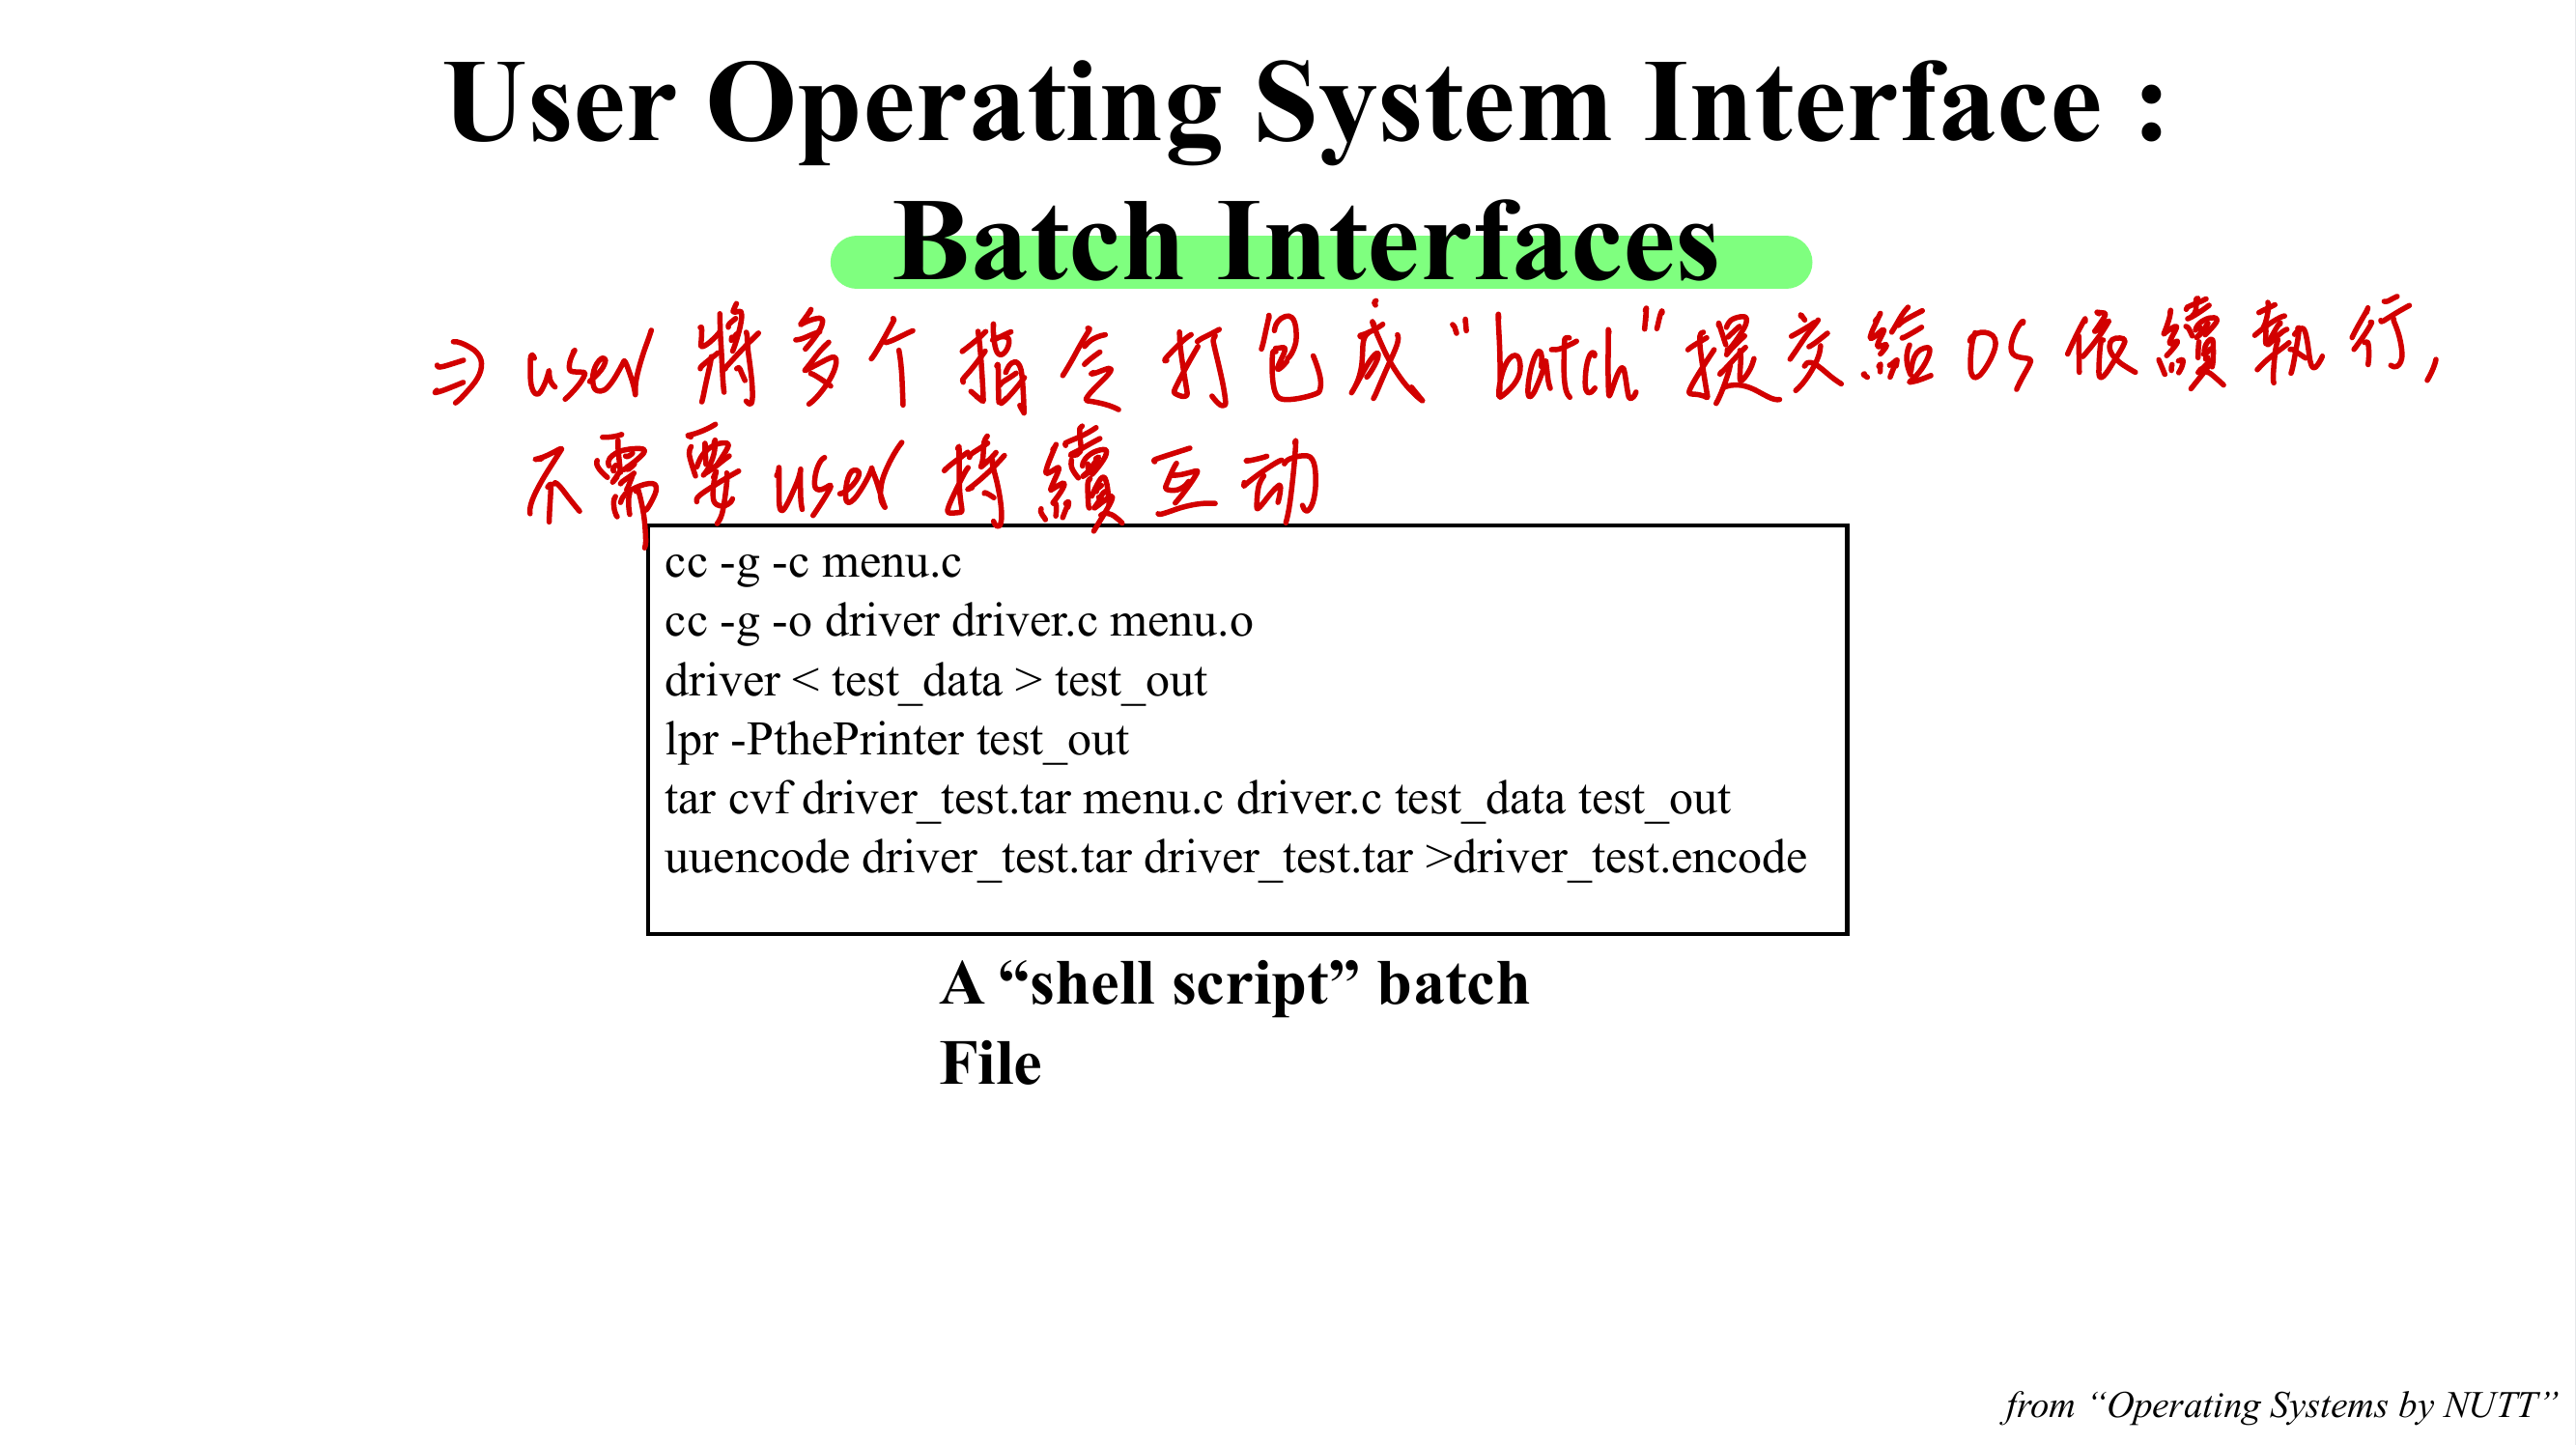 User Operating System Interface :
Batch Interfaces
⇒ user 將多个指令打包成 "batch" 提交給 OS 依續執行,
不需要 user 持續互动
cc -g -c menu.c
cc -g -o driver driver.c menu.o
driver < test_data > test_out
lpr -PthePrinter test_out
tar cvf driver_test.tar menu.c driver.c test_data test_out
uuencode driver_test.tar driver_test.tar >driver_test.encode
A “shell script” batch
File
from “Operating Systems by NUTT”